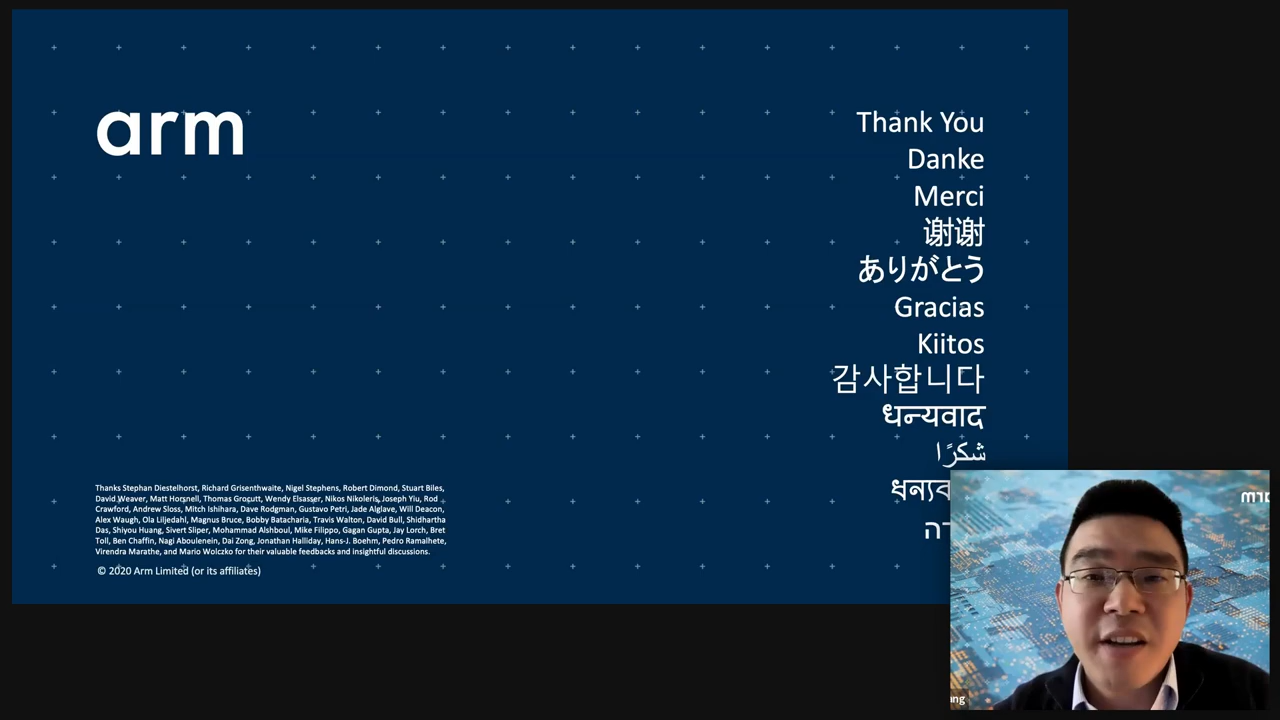 arm
Thank You
Danke
Merci
谢谢
ありがとう
Gracias
Kiitos
감사합니다
धन्यवाद
شكرًا
Thanks Stephan Diestelhorst, Richard Grisenthwaite, Nigel Stephens, Robert Dimond, Stuart Biles,
David Weaver, Matt Horsnell, Thomas Grocutt, Wendy Elsasser, Nikos Nikoleris, Joseph Yiu, Rod
Crawford, Andrew Sloss, Mitch Ishihara, Dave Rodgman, Gustavo Petri, Jade Alglave, Will Deacon,
Alex Waugh, Ola Liljedahl, Magnus Bruce, Bobby Batacharia, Travis Walton, David Bull, Shidhartha
Das, Shiyou Huang, Sivert Sliper, Mohammad Alshboul, Mike Filippo, Gagan Gupta, Jay Lorch, Bret
Toll, Ben Chaffin, Nagi Aboulenein, Dai Zong, Jonathan Halliday, Hans-J. Boehm, Pedro Ramalhete,
Virendra Marathe, and Mario Wolczko for their valuable feedbacks and insightful discussions.
© 2020 Arm Limited (or its affiliates)